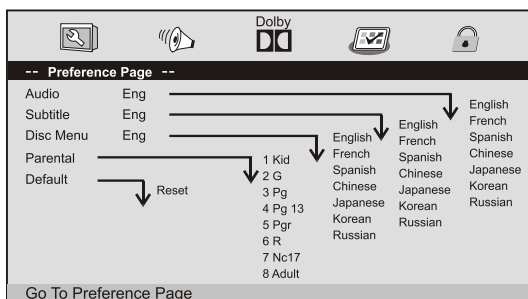 Dolby
-- Preference Page --
Audio Eng
Subtitle Eng
Disc Menu Eng
Parental
Default
Reset
1 Kid
2 G
3 Pg
4 Pg 13
5 Pgr
6 R
7 Nc17
8 Adult
English
French
Spanish
Chinese
Japanese
Korean
Russian
English
French
Spanish
Chinese
Japanese
Korean
Russian
English
French
Spanish
Chinese
Japanese
Korean
Russian
Go To Preference Page